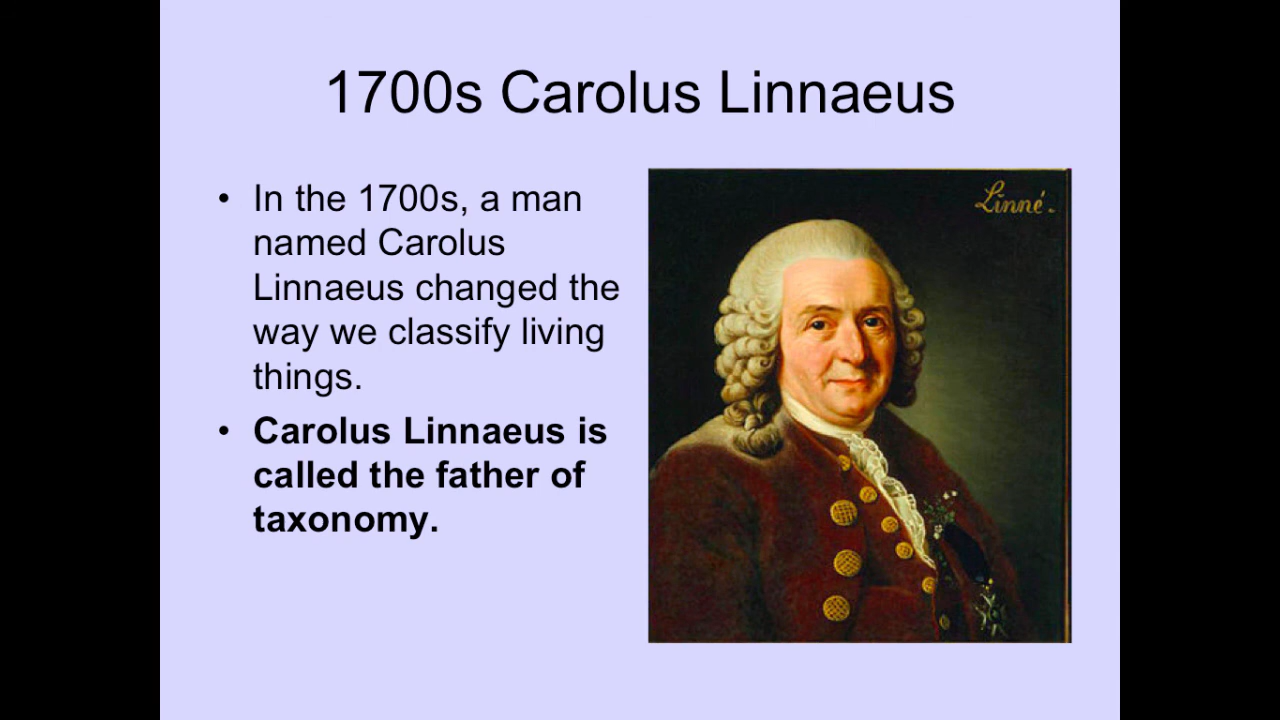 1700s Carolus Linnaeus
• In the 1700s, a man
named Carolus
Linnaeus changed the
way we classify living
things.
• Carolus Linnaeus is
called the father of
taxonomy.
Linné.